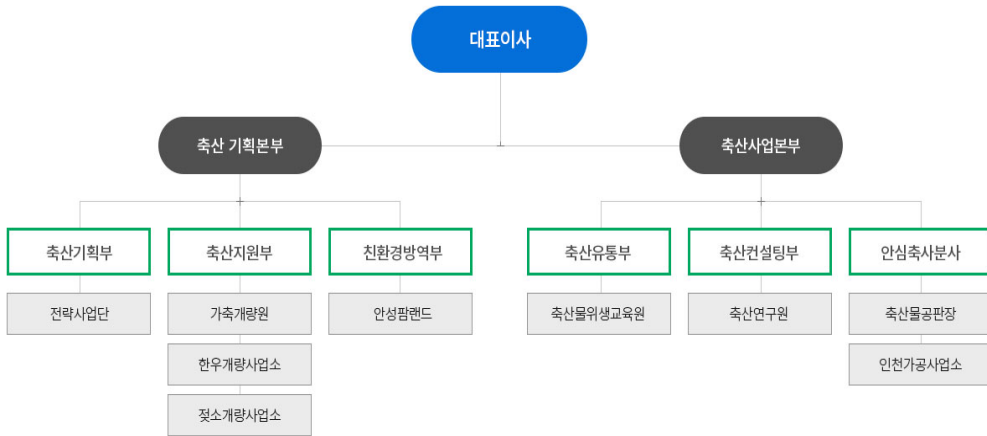 대표이사
축산 기획본부
축산사업본부
축산기획부
축산지원부
친환경방역부
축산유통부
축산컨설팅부
안심축사분사
전략사업단
가축개량원
안성팜랜드
축산물위생교육원
축산연구원
축산물공판장
한우개량사업소
인천가공사업소
젖소개량사업소